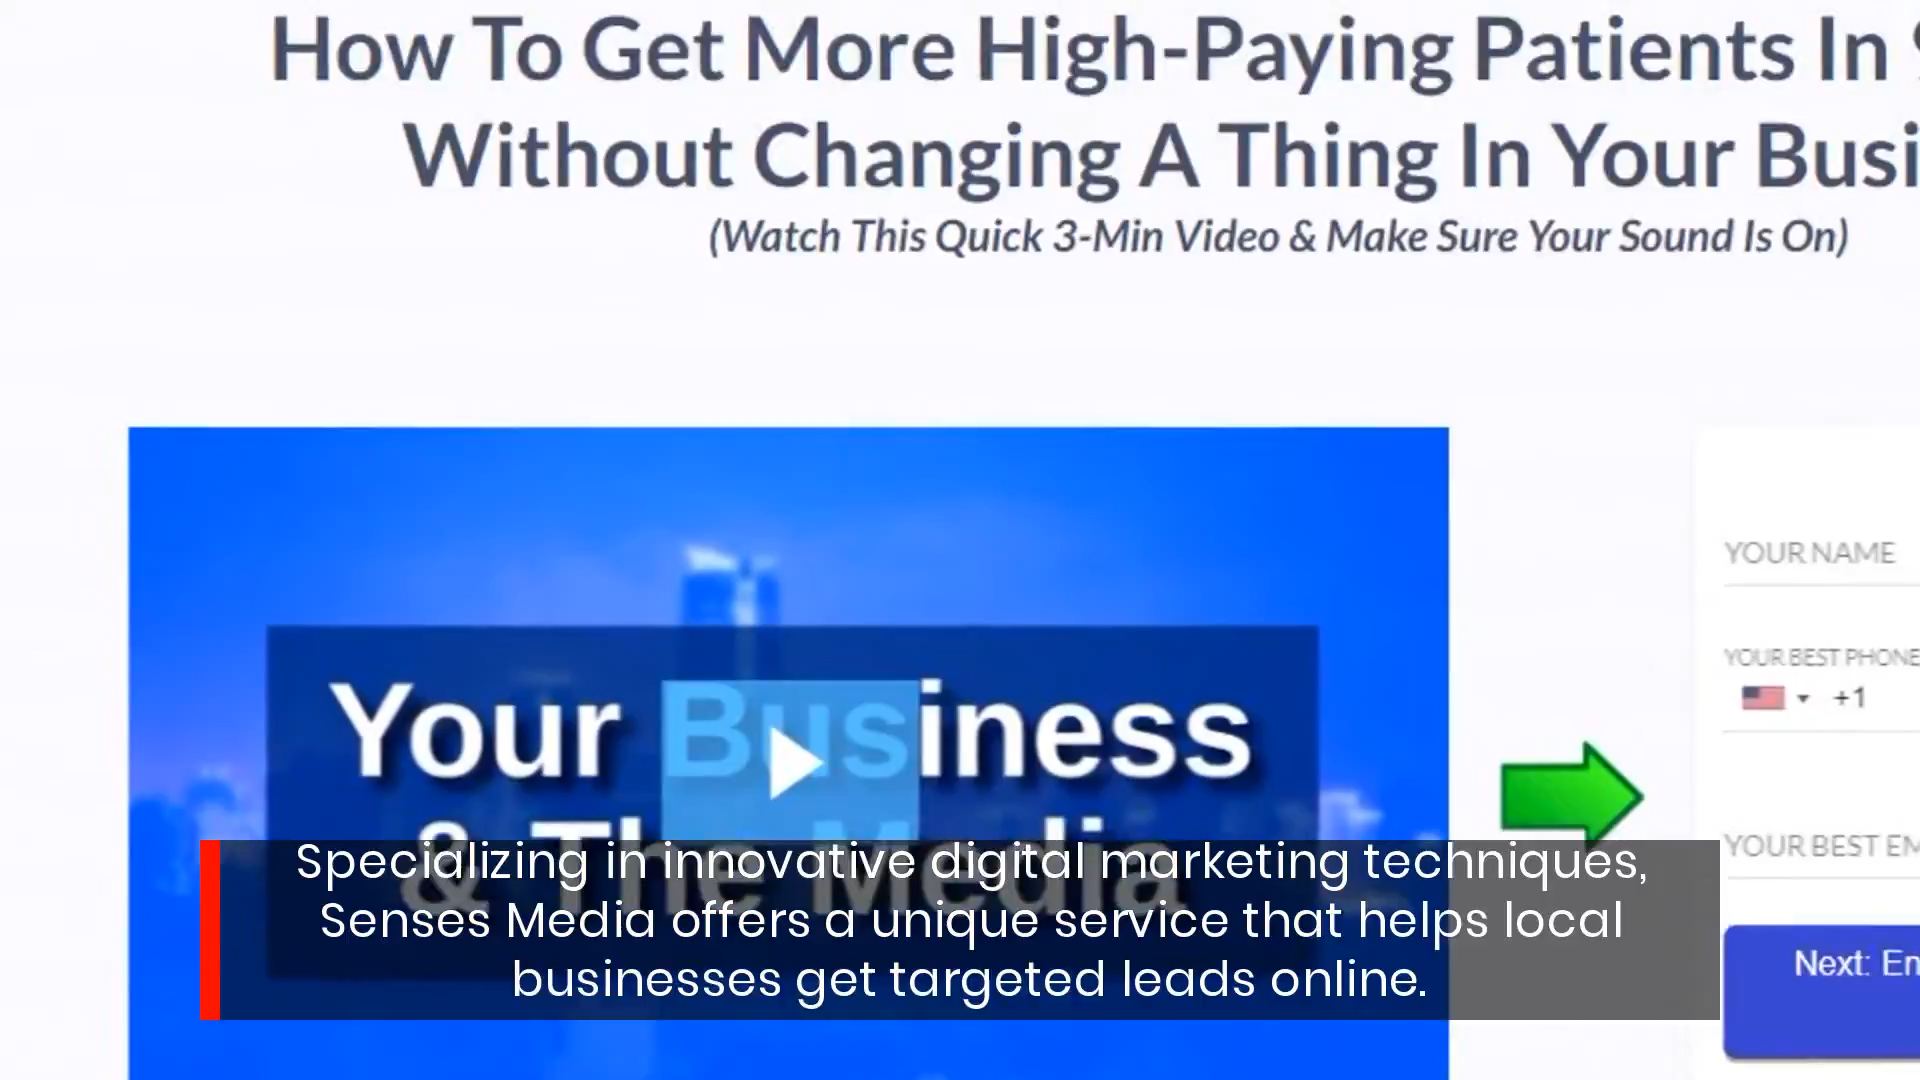 How To Get More High-Paying Patients In
Without Changing A Thing In Your Busi
(Watch This Quick 3-Min Video & Make Sure Your Sound Is On)
YOUR NAME
YOUR BEST PHONE
+1
Your Business
& The Media
YOUR BEST EM
Specializing in innovative digital marketing techniques,
Senses Media offers a unique service that helps local
businesses get targeted leads online.
Next: En